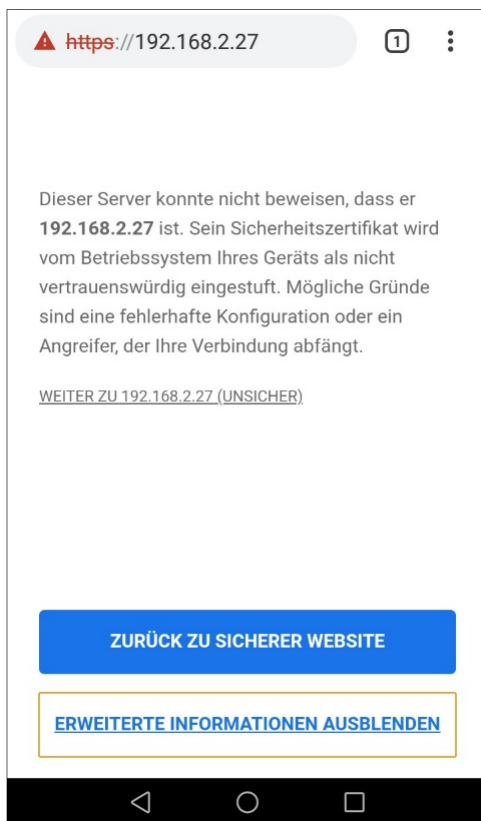 https://192.168.2.27
1
Dieser Server konnte nicht beweisen, dass er
192.168.2.27 ist. Sein Sicherheitszertifikat wird
vom Betriebssystem Ihres Geräts als nicht
vertrauenswürdig eingestuft. Mögliche Gründe
sind eine fehlerhafte Konfiguration oder ein
Angreifer, der Ihre Verbindung abfängt.
WEITER ZU 192.168.2.27 (UNSICHER)
ZURÜCK ZU SICHERER WEBSITE
ERWEITERTE INFORMATIONEN AUSBLENDEN